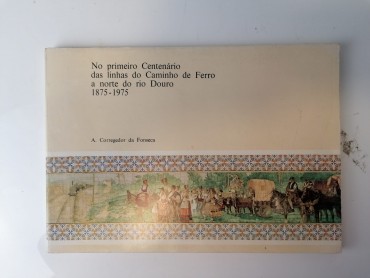 No primeiro Centenário
das linhas do Caminho de Ferro
a norte do rio Douro
1875-1975
A. Corregedor da Fonseca